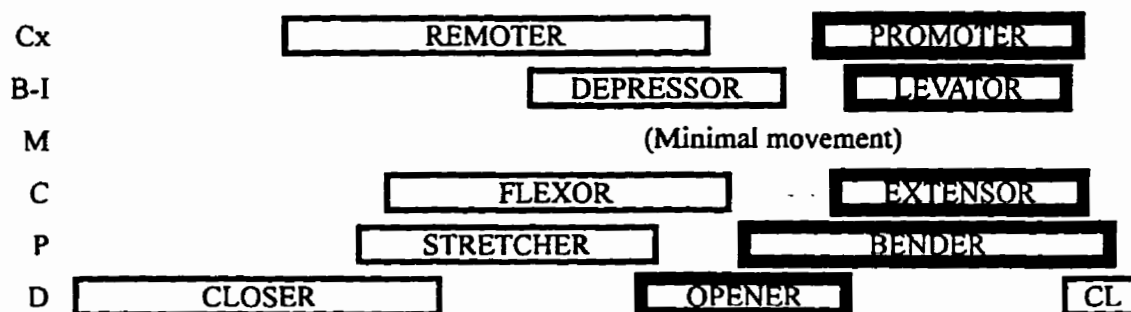 Cx REMOTER PROMOTER
B-I DEPRESSOR LEVATOR
M (Minimal movement)
C FLEXOR EXTENSOR
P STRETCHER BENDER
D CLOSER OPENER CL